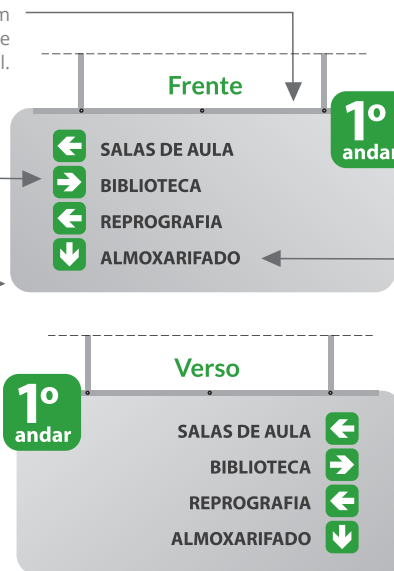 m
e
l.
Frente
1º
andar
SALAS DE AULA
BIBLIOTECA
REPROGRAFIA
ALMOXARIFADO
Verso
1º
andar
SALAS DE AULA
BIBLIOTECA
REPROGRAFIA
ALMOXARIFADO